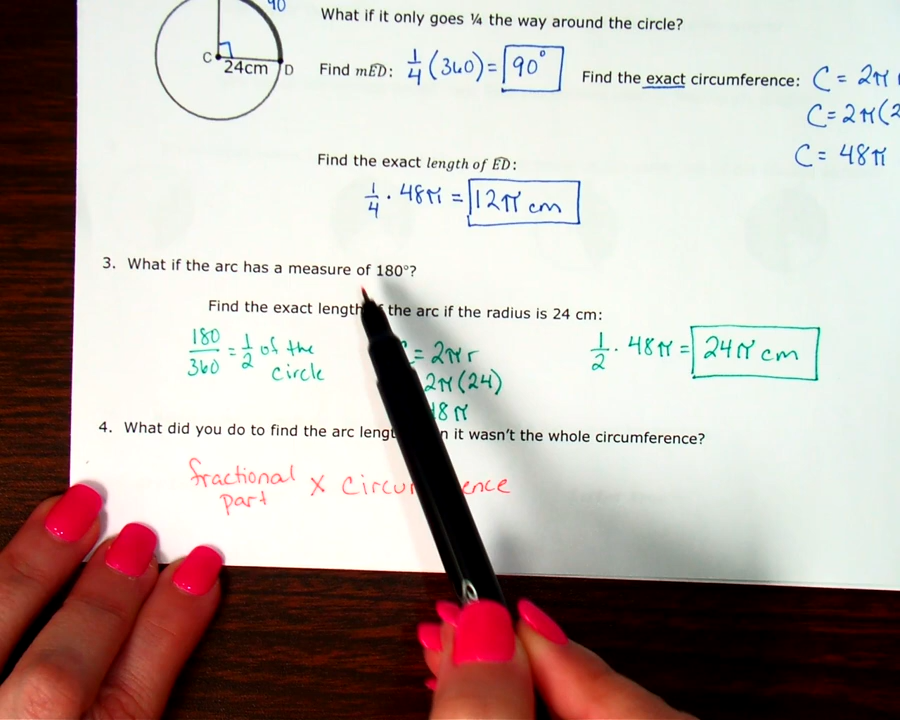 90
What if it only goes ¼ the way around the circle?
C
24cm D
Find mED: 1/4 (360) = 90°
Find the exact circumference: C = 2π
C = 2π(2
C = 48π
Find the exact length of ED:
1/4 · 48π = 12π cm
3. What if the arc has a measure of 180°?
Find the exact length the arc if the radius is 24 cm:
180/360 = 1/2 of the circle
= 2πr
2π(24)
8π
1/2 · 48π = 24π cm
4. What did you do to find the arc leng n it wasn't the whole circumference?
fractional part x circu ence